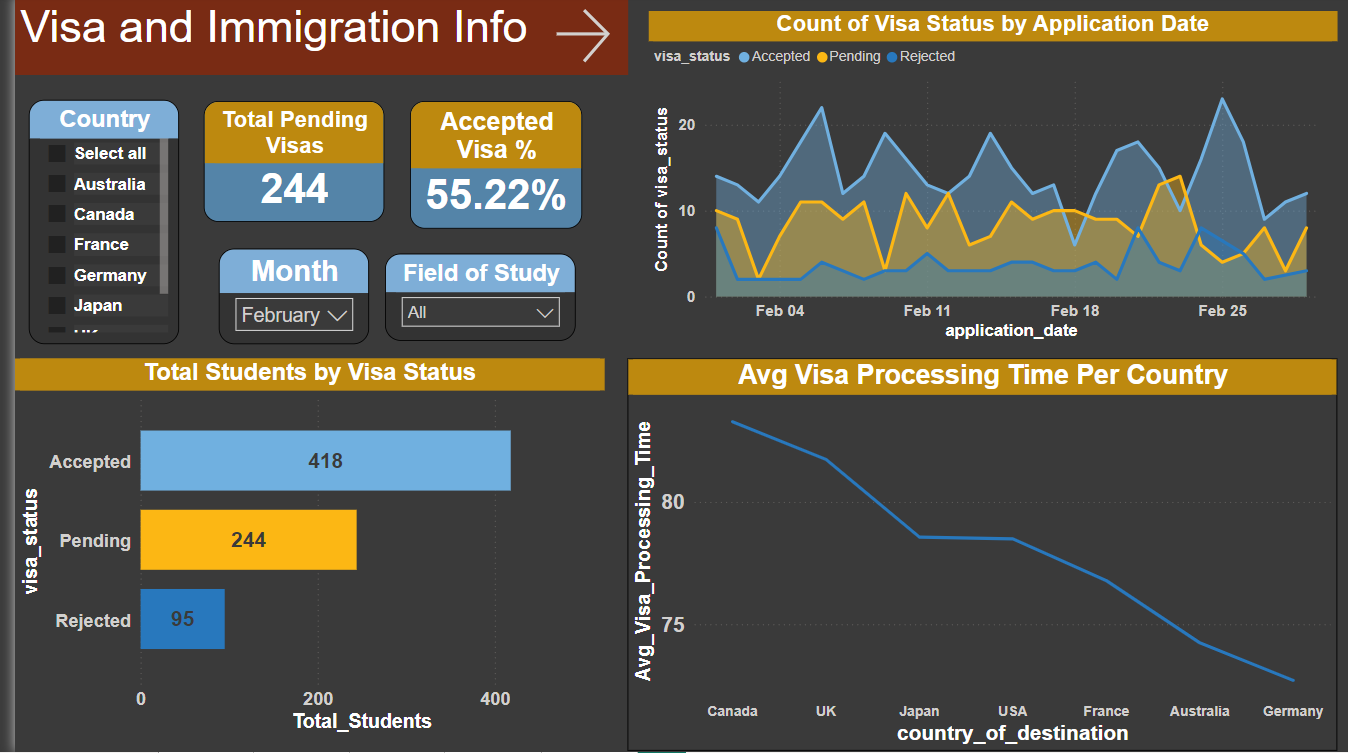 Visa and Immigration Info
Country
Select all
Australia
Canada
France
Germany
Japan
Total Pending
Visas
244
Accepted
Visa %
55.22%
Month
February
Field of Study
All
Count of Visa Status by Application Date
visa_status Accepted Pending Rejected
Count of visa_status
20
10
0
Feb 04 Feb 11 Feb 18 Feb 25
application_date
Total Students by Visa Status
visa_status
Accepted 418
Pending 244
Rejected 95
0 200 400
Total_Students
Avg Visa Processing Time Per Country
Avg_Visa_Processing_Time
80
75
Canada UK Japan USA France Australia Germany
country_of_destination